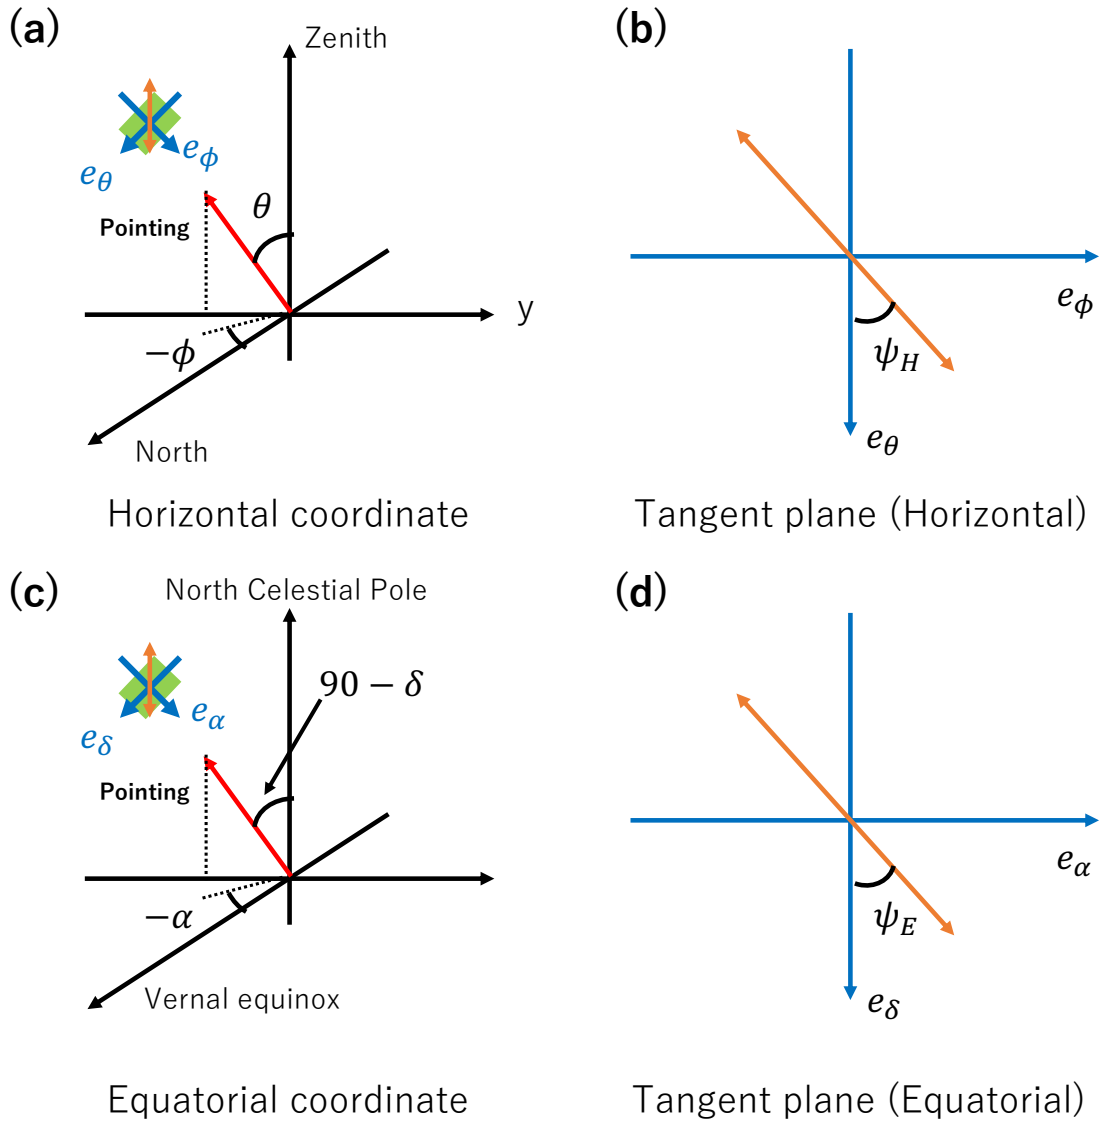 (a)
Zenith
e_ϕ
e_θ
θ
Pointing
y
−ϕ
North
Horizontal coordinate
(b)
e_ϕ
ψ_H
e_θ
Tangent plane (Horizontal)
(c)
North Celestial Pole
90 − δ
e_α
e_δ
Pointing
−α
Vernal equinox
Equatorial coordinate
(d)
e_α
ψ_E
e_δ
Tangent plane (Equatorial)